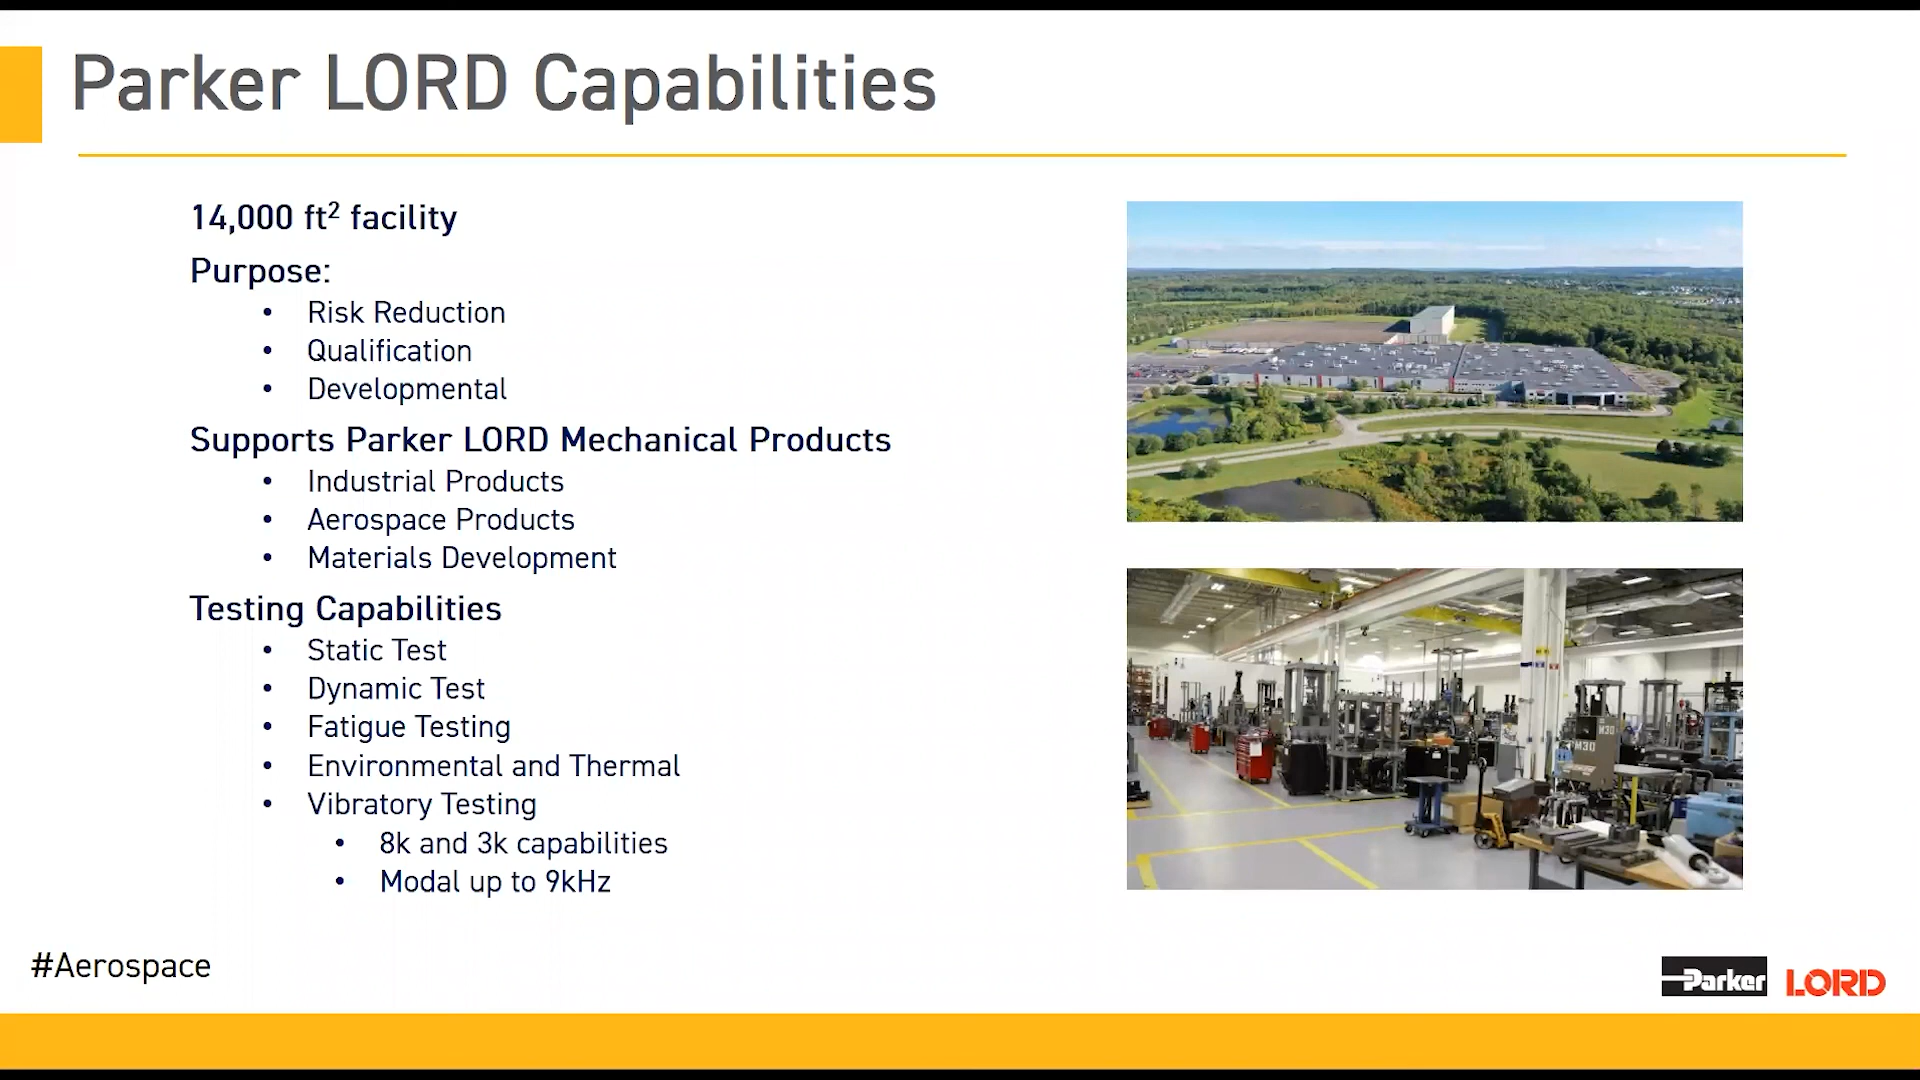 Parker LORD Capabilities
14,000 ft² facility
Purpose:
• Risk Reduction
• Qualification
• Developmental
Supports Parker LORD Mechanical Products
• Industrial Products
• Aerospace Products
• Materials Development
Testing Capabilities
• Static Test
• Dynamic Test
• Fatigue Testing
• Environmental and Thermal
• Vibratory Testing
• 8k and 3k capabilities
• Modal up to 9kHz
M30
M30
#Aerospace
Parker LORD